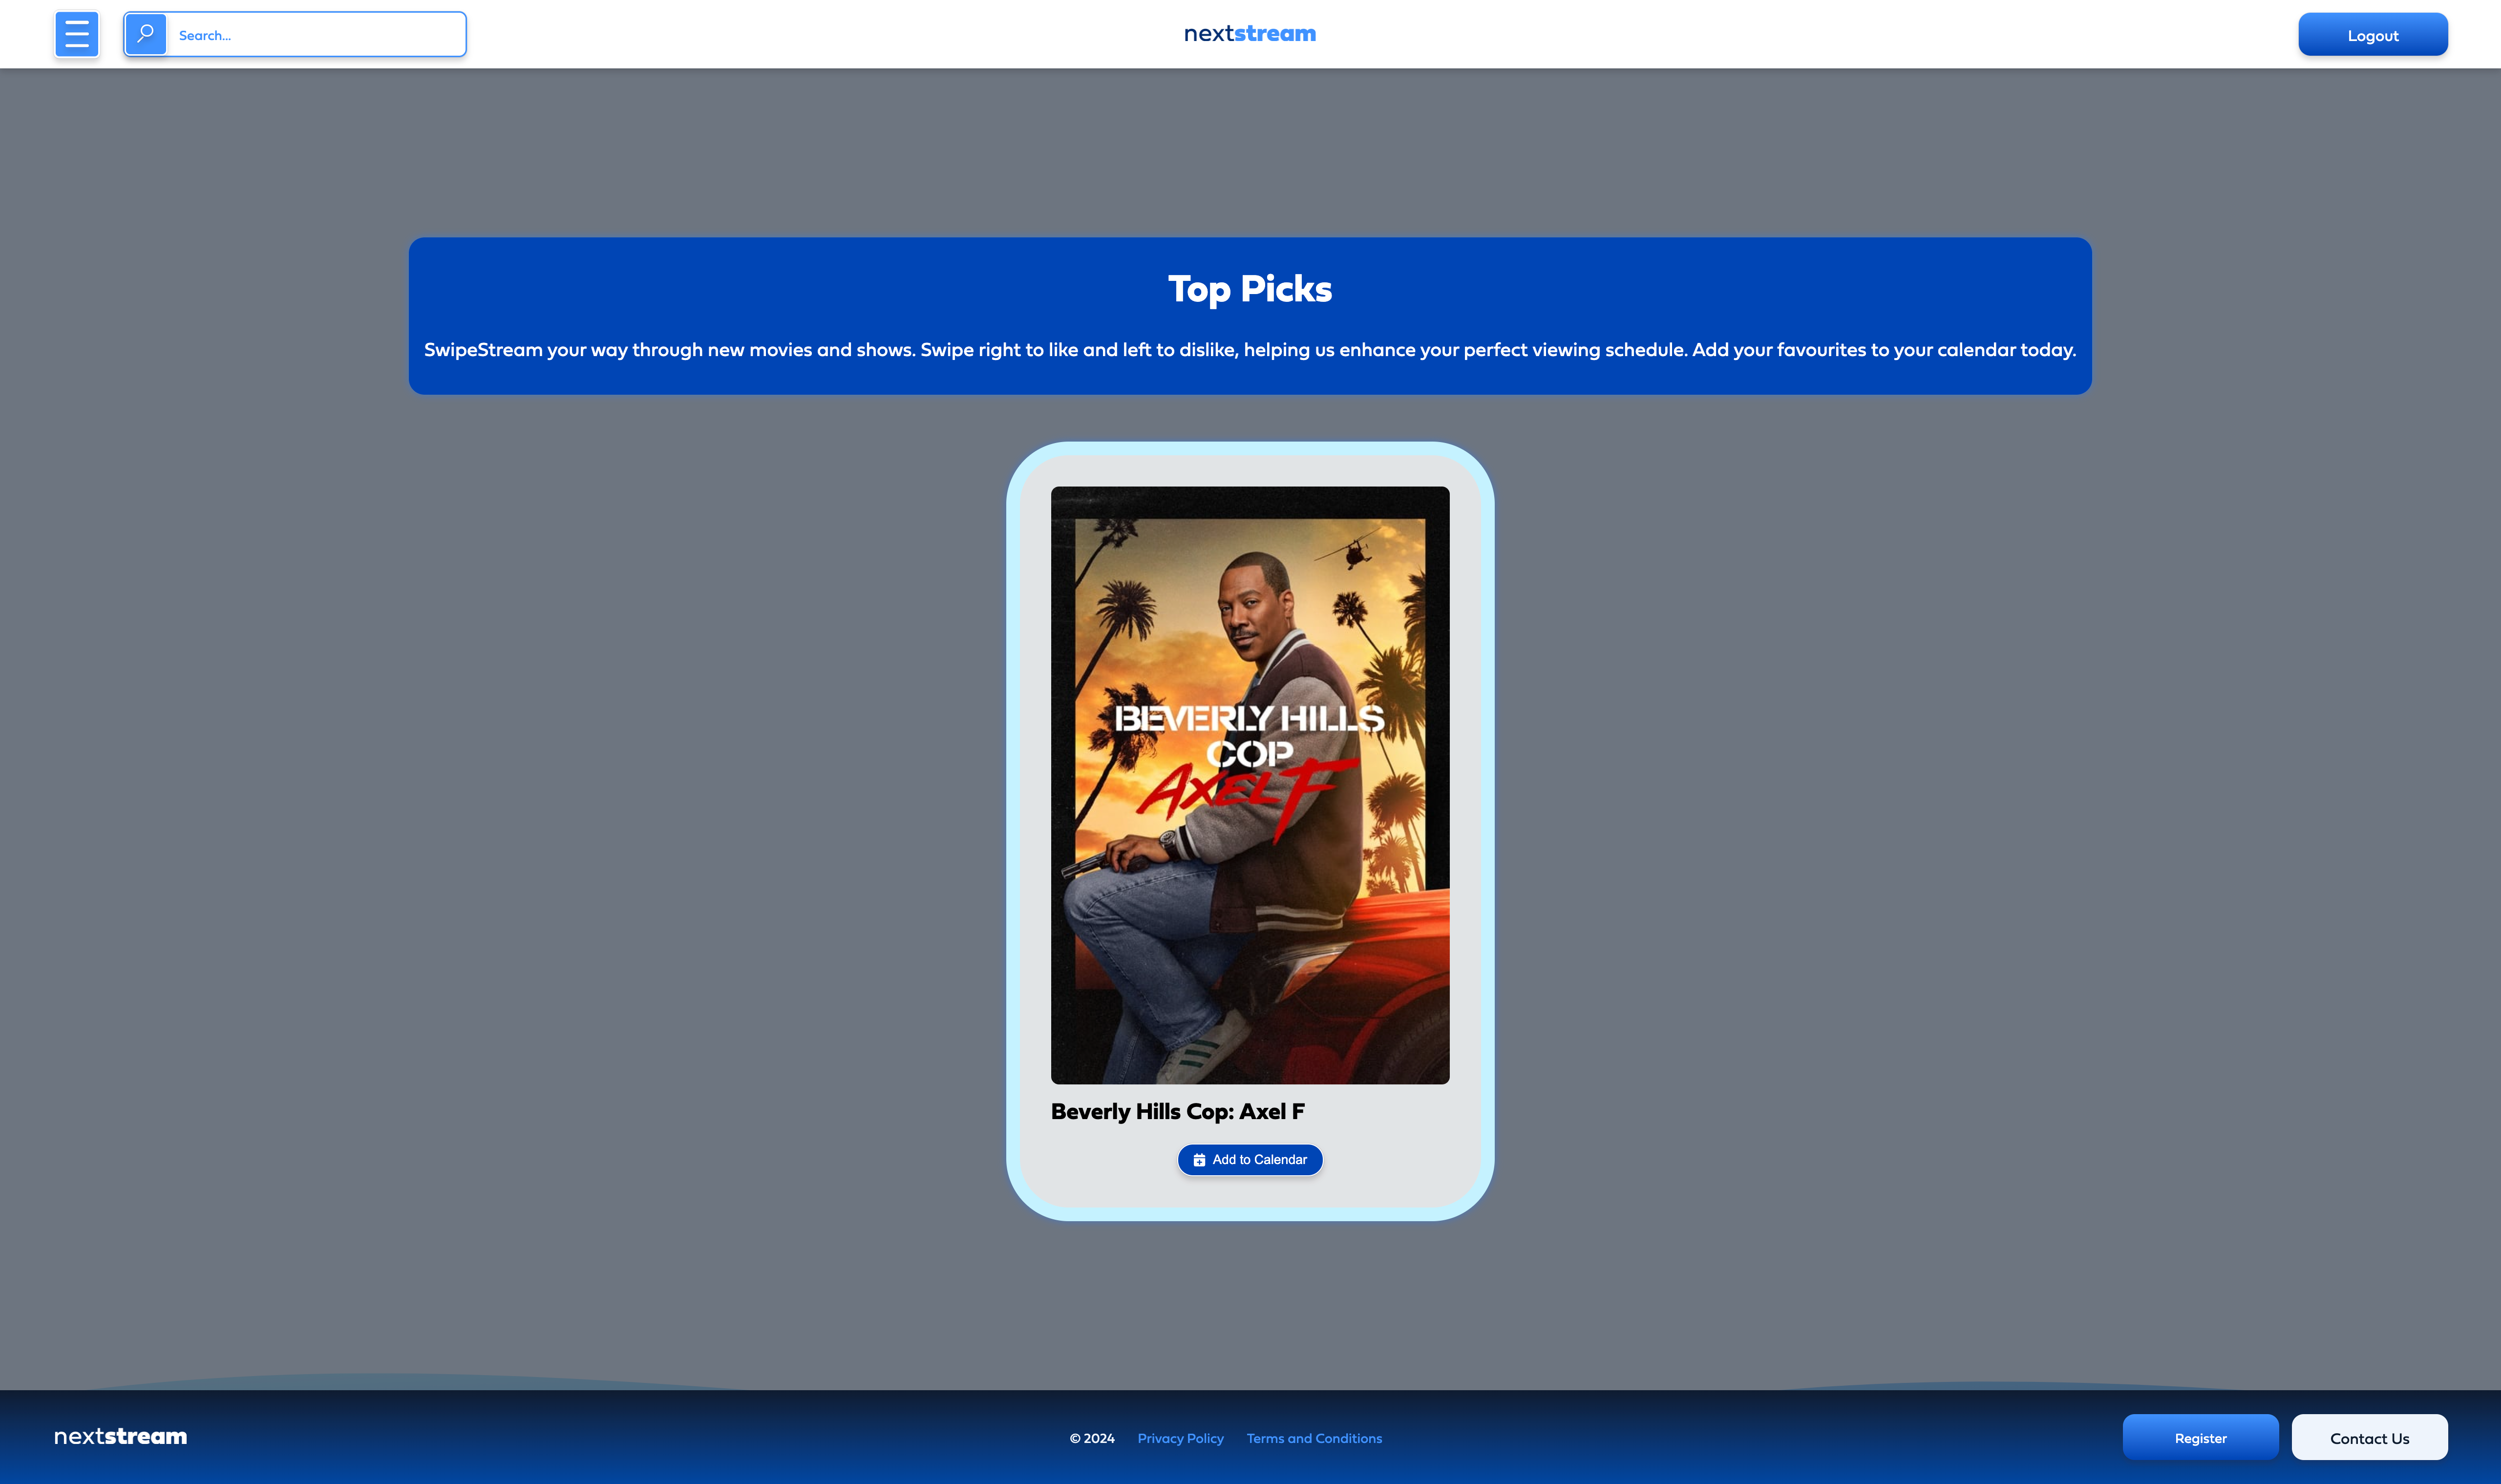 Search...
nextstream
Logout
Top Picks
SwipeStream your way through new movies and shows. Swipe right to like and left to dislike, helping us enhance your perfect viewing schedule. Add your favourites to your calendar today.
BEVERLY HILLS
COP
AXEL F
Beverly Hills Cop: Axel F
Add to Calendar
nextstream
© 2024
Privacy Policy
Terms and Conditions
Register
Contact Us